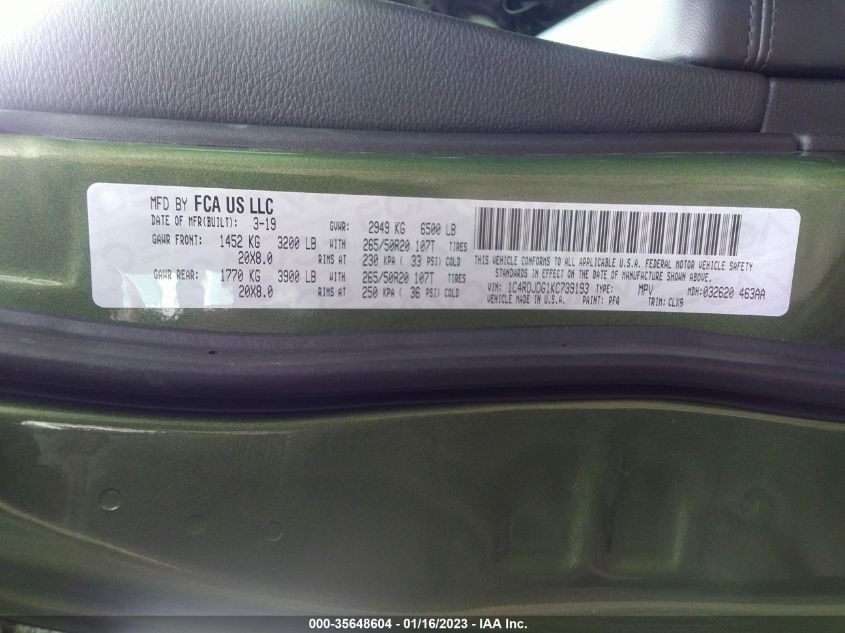 MFD BY FCA US LLC
DATE OF MFR(BUILT): 3-19 GVWR: 2949 KG 6500 LB
GAWR FRONT: 1452 KG 3200 LB WITH 265/50R20 107T TIRES
20X8.0 RIMS AT 230 KPA ( 33 PSI) COLD
GAWR REAR: 1770 KG 3900 LB WITH 265/50R20 107T TIRES
20X8.0 RIMS AT 250 KPA ( 36 PSI) COLD
THIS VEHICLE CONFORMS TO ALL APPLICABLE U.S.A. FEDERAL MOTOR VEHICLE SAFETY
STANDARDS IN EFFECT ON THE DATE OF MANUFACTURE SHOWN ABOVE.
VIN: 1C4RDJDG1KC739193 TYPE: MPV MDH:032620 463AA
VEHICLE MADE IN U.S.A. PAINT: PFQ TRIM: CLX9
000-35648604 - 01/16/2023 - IAA Inc.